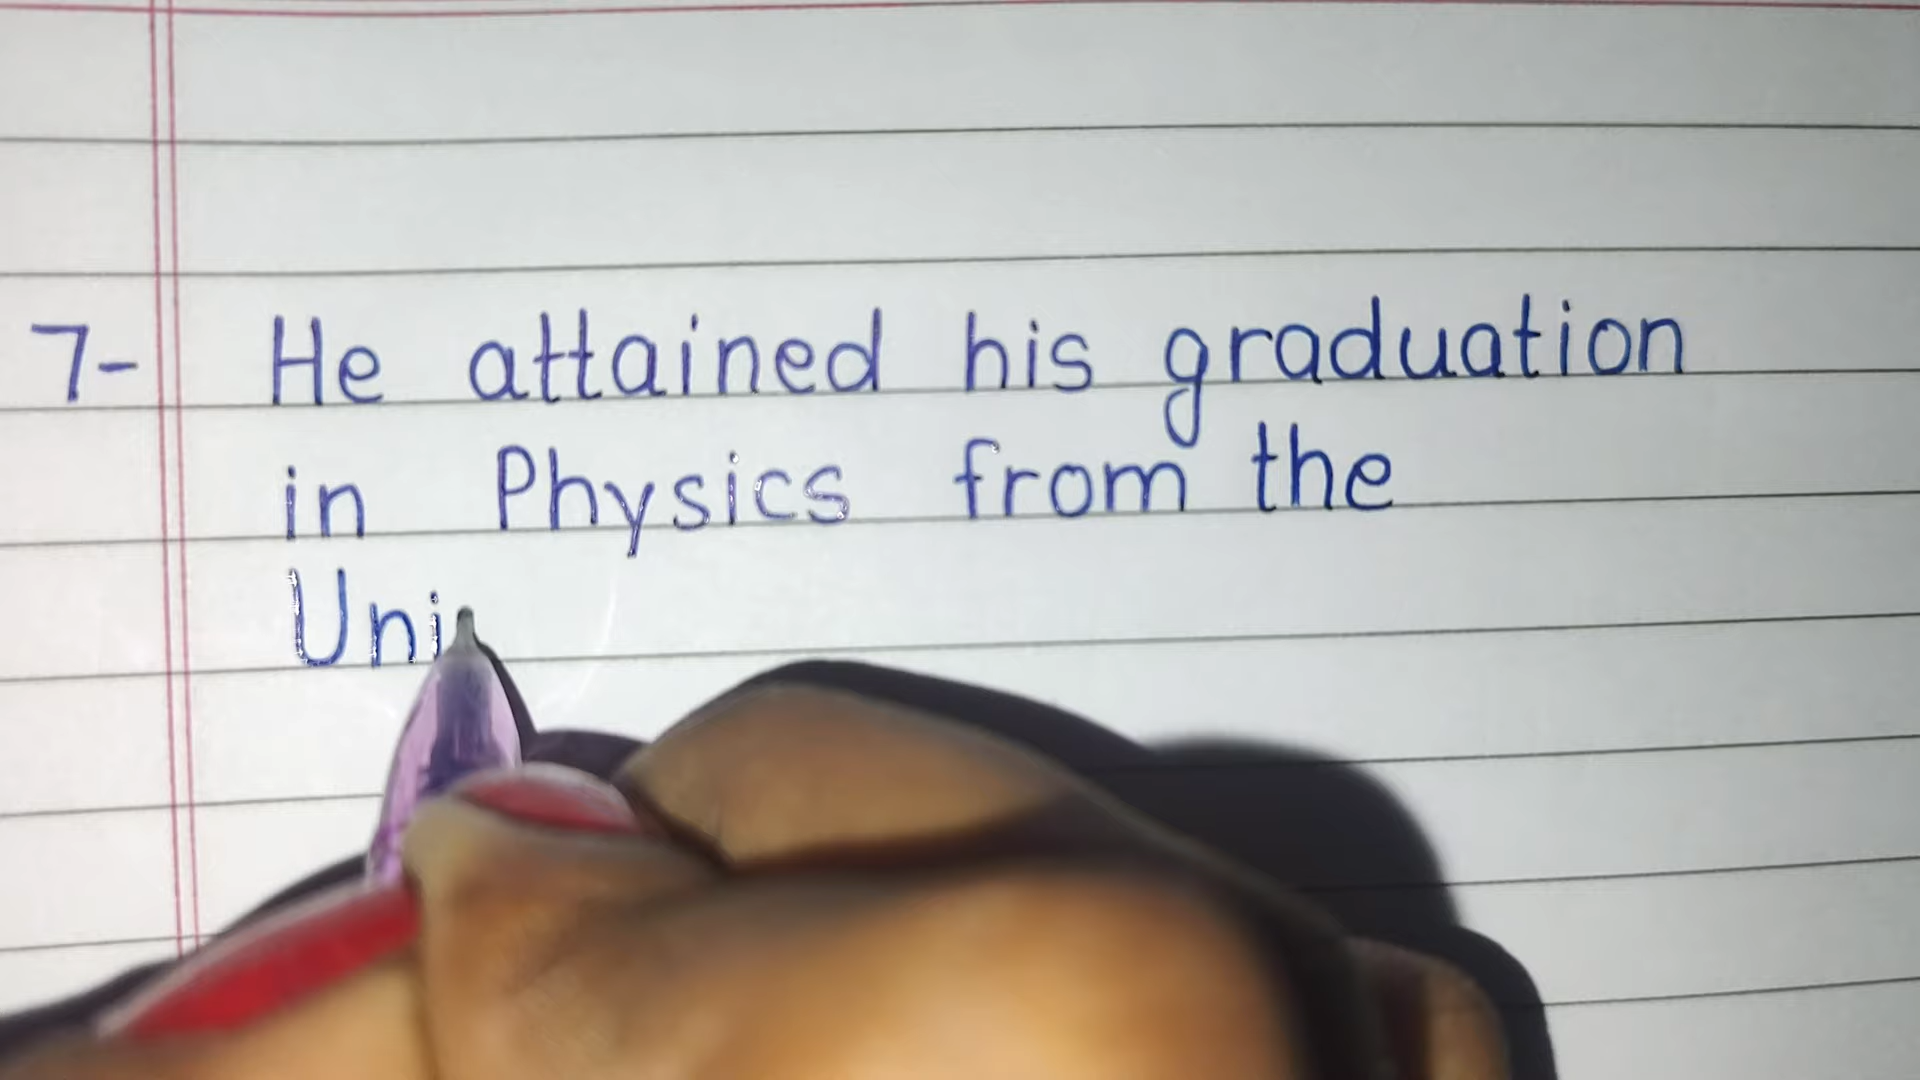 7- He attained his graduation
in Physics from the
Uni